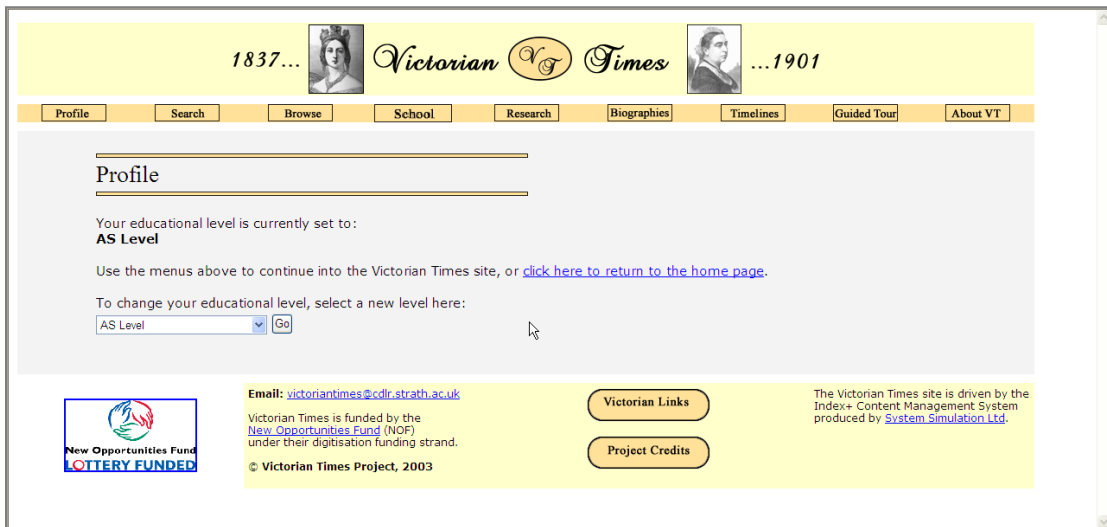 1837... Victorian VT Times ...1901
Profile Search Browse School Research Biographies Timelines Guided Tour About VT
Profile
Your educational level is currently set to:
AS Level
Use the menus above to continue into the Victorian Times site, or click here to return to the home page.
To change your educational level, select a new level here:
AS Level Go
New Opportunities Fund
LOTTERY FUNDED
Email: victoriantimes@cdlr.strath.ac.uk
Victorian Times is funded by the
New Opportunities Fund (NOF)
under their digitisation funding strand.
© Victorian Times Project, 2003
Victorian Links
Project Credits
The Victorian Times site is driven by the
Index+ Content Management System
produced by System Simulation Ltd.